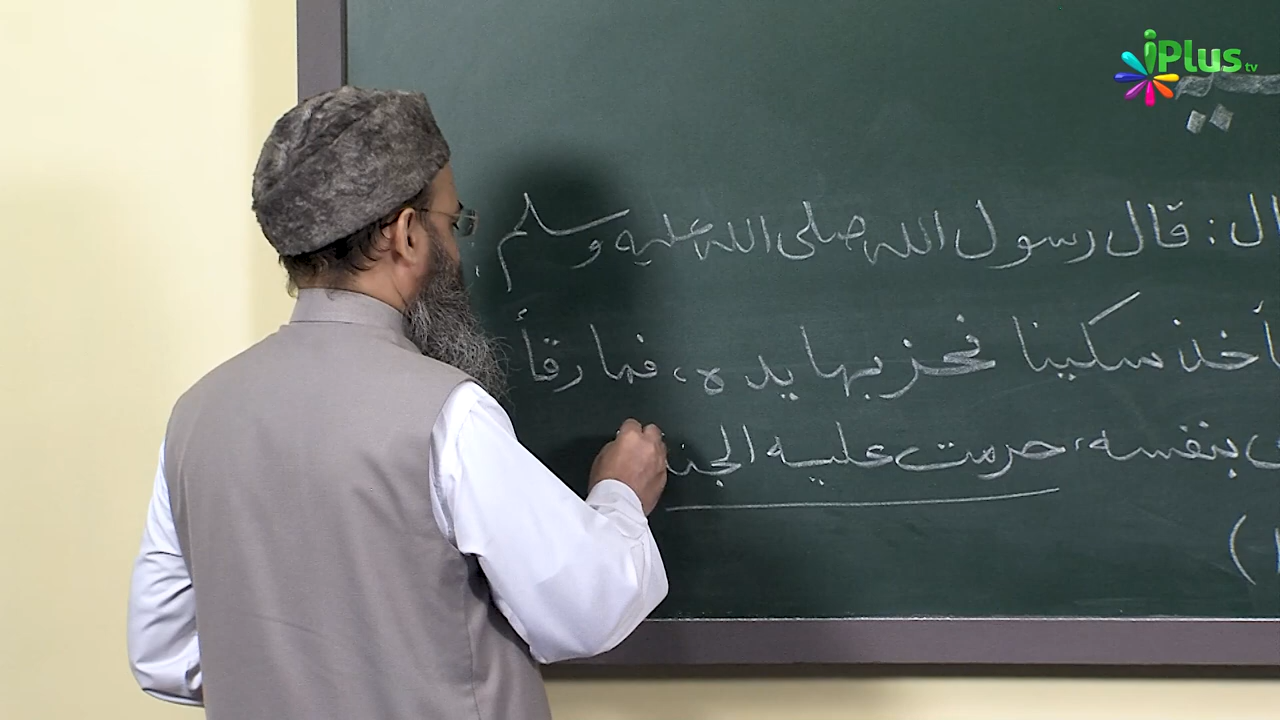 iPlus tv
ال: قال رسول الله صلى الله عليه وسلم:
أخذ سكينا فحز بها يده، فما رقأ
بنفسه، حرمت عليه الجنة